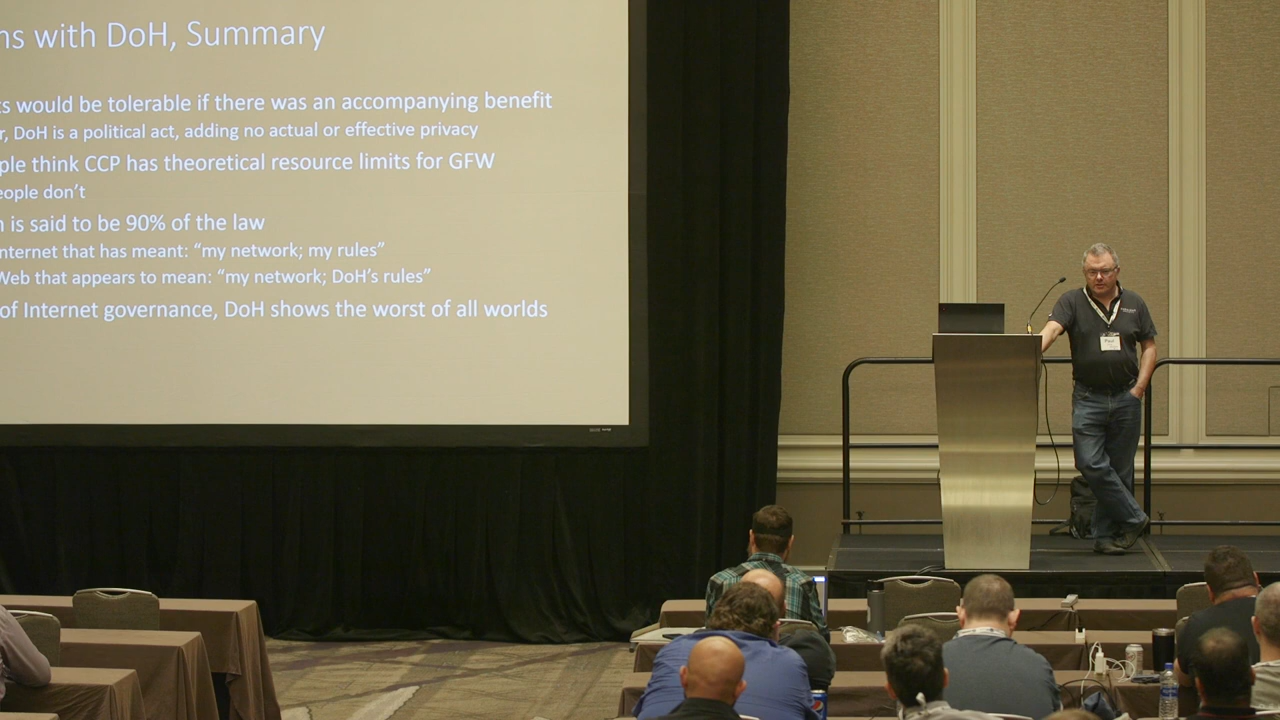 ns with DoH, Summary
ts would be tolerable if there was an accompanying benefit
r, DoH is a political act, adding no actual or effective privacy
ple think CCP has theoretical resource limits for GFW
eople don't
n is said to be 90% of the law
nternet that has meant: “my network; my rules”
Web that appears to mean: “my network; DoH’s rules”
of Internet governance, DoH shows the worst of all worlds
Paul